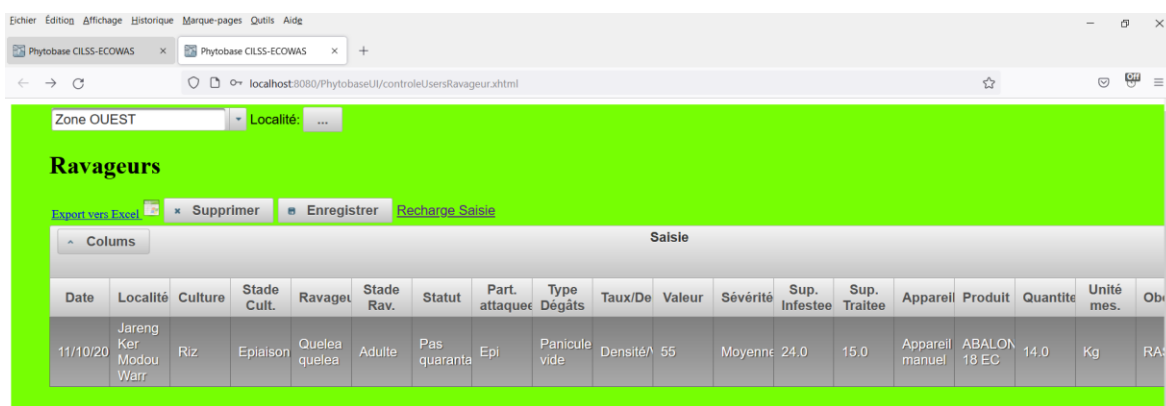 Eichier Édition Affichage Historique Marque-pages Outils Aide
Phytobase CILSS-ECOWAS Phytobase CILSS-ECOWAS
localhost:8080/PhytobaseUI/controleUsersRavageur.xhtml Off
Zone OUEST Localité: ...
Ravageurs
Export vers Excel Supprimer Enregistrer Recharge Saisie
Colums Saisie
Date Localité Culture Stade Cult. Ravageu Stade Rav. Statut Part. attaquee Type Dégâts Taux/De Valeur Sévérité Sup. Infestee Sup. Traitee Appareil Produit Quantite Unité mes. Ob
11/10/20 Jareng Ker Modou Warr Riz Epiaison Quelea quelea Adulte Pas quaranta Epi Panicule vide Densité/ 55 Moyenne 24.0 15.0 Appareil manuel ABALON 18 EC 14.0 Kg RAS